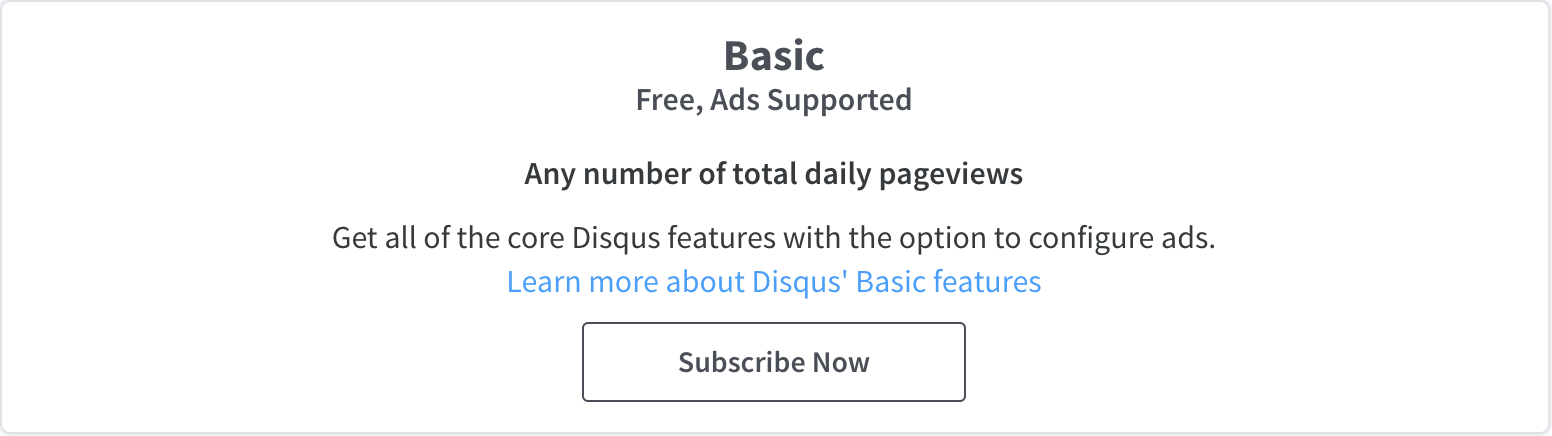 Basic
Free, Ads Supported
Any number of total daily pageviews
Get all of the core Disqus features with the option to configure ads.
Learn more about Disqus' Basic features
Subscribe Now